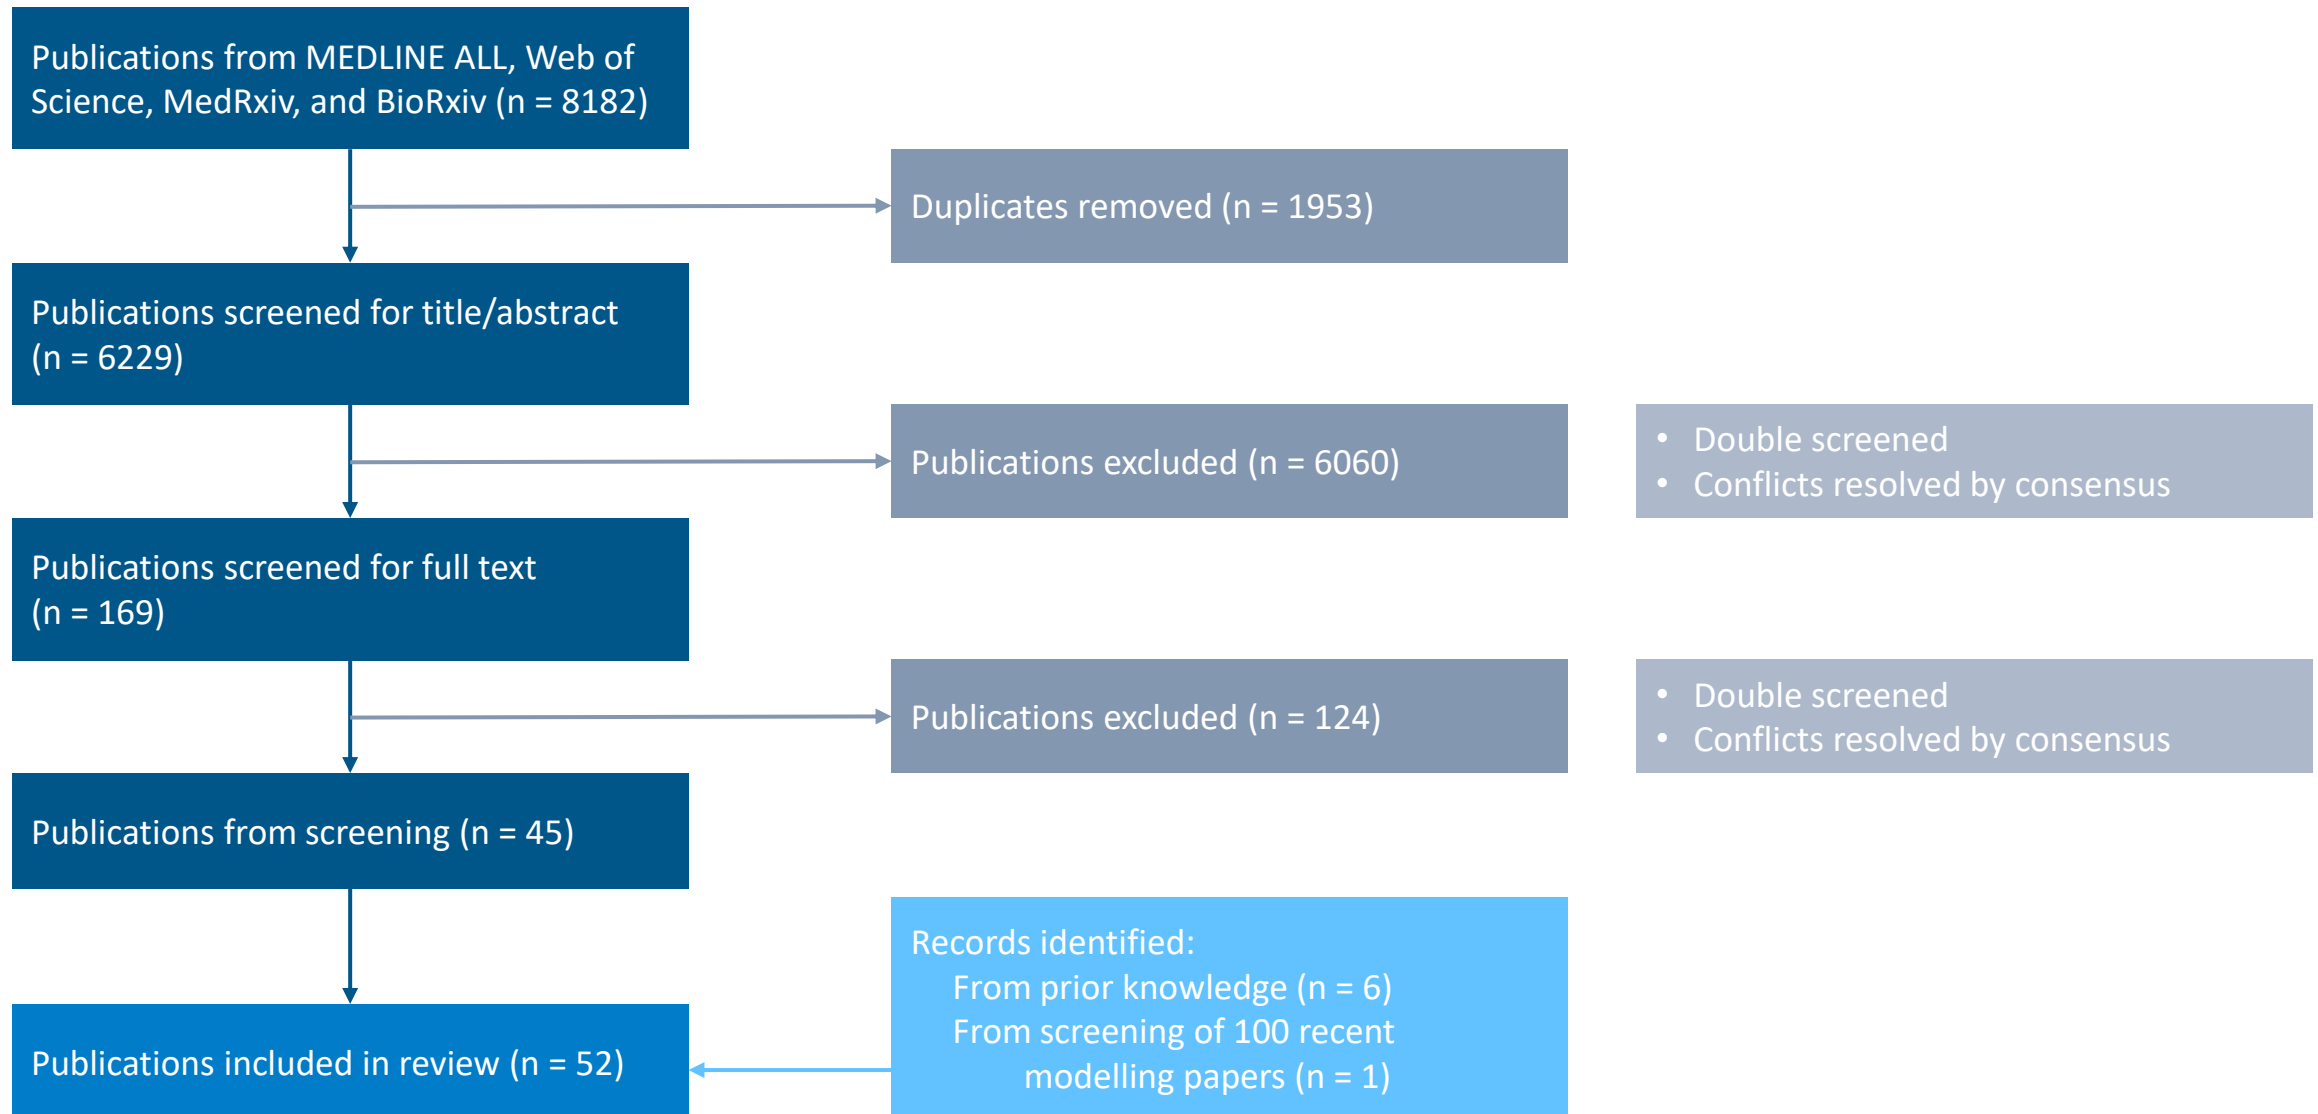 Publications from MEDLINE ALL, Web of
Science, MedRxiv, and BioRxiv (n = 8182)
Duplicates removed (n = 1953)
Publications screened for title/abstract
(n = 6229)
Publications excluded (n = 6060)
• Double screened
• Conflicts resolved by consensus
Publications screened for full text
(n = 169)
Publications excluded (n = 124)
• Double screened
• Conflicts resolved by consensus
Publications from screening (n = 45)
Records identified:
From prior knowledge (n = 6)
From screening of 100 recent
modelling papers (n = 1)
Publications included in review (n = 52)